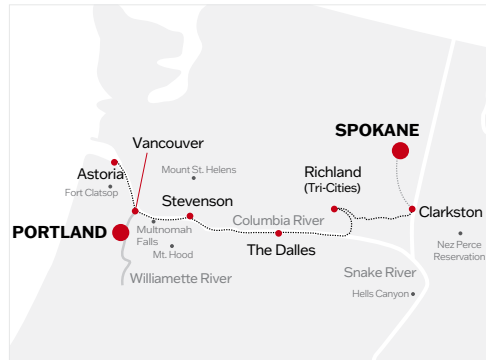 SPOKANE
Vancouver
Mount St. Helens
Richland
(Tri-Cities)
Astoria
Fort Clatsop
Stevenson
Columbia River
Clarkston
PORTLAND
Multnomah
Falls
Mt. Hood
The Dalles
Nez Perce
Reservation
Williamette River
Snake River
Hells Canyon